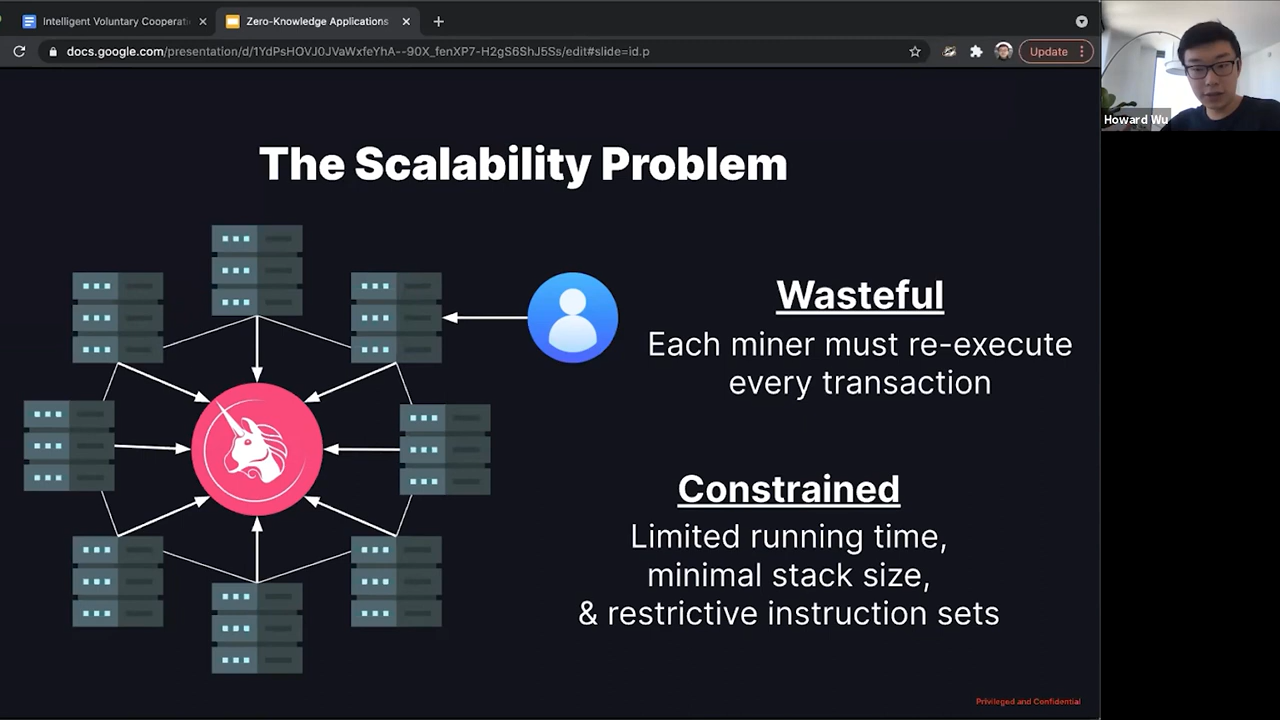 Intelligent Voluntary Cooperati
Zero-Knowledge Applications
docs.google.com/presentation/d/1YdPsHOVJ0JVaWxfeYhA--90X_fenXP7-H2gS6ShJ5Ss/edit#slide=id.p
Update
Howard Wu
The Scalability Problem
Wasteful
Each miner must re-execute
every transaction
Constrained
Limited running time,
minimal stack size,
& restrictive instruction sets
Privileged and Confidential